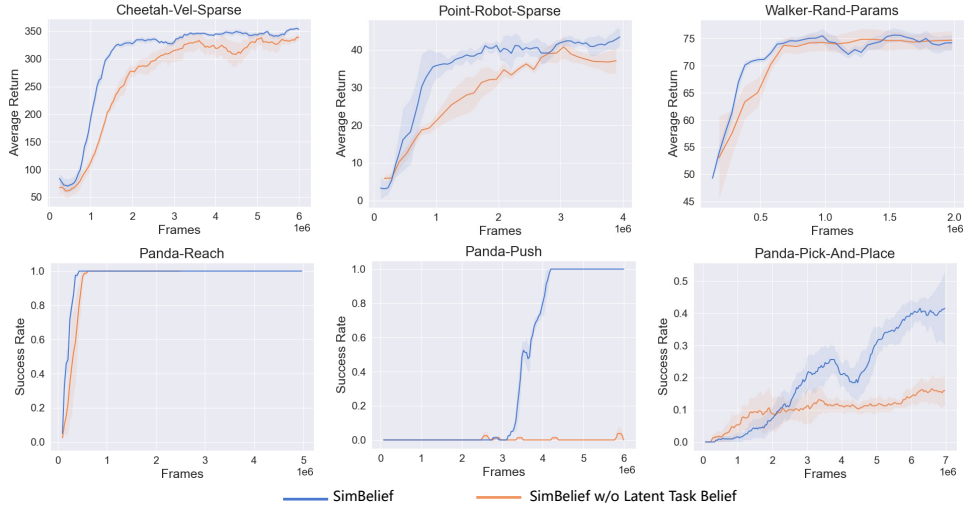 Cheetah-Vel-Sparse
350
300
250
200
150
100
50
Average Return
0 1 2 3 4 5 6
Frames
1e6
Point-Robot-Sparse
40
30
20
10
0
Average Return
0 1 2 3 4
Frames
1e6
Walker-Rand-Params
75
70
65
60
55
50
45
Average Return
0.5 1.0 1.5 2.0
Frames
1e6
Panda-Reach
1.0
0.8
0.6
0.4
0.2
0.0
Success Rate
0 1 2 3 4 5
Frames
1e6
Panda-Push
1.0
0.8
0.6
0.4
0.2
0.0
Success Rate
0 1 2 3 4 5 6
Frames
1e6
Panda-Pick-And-Place
0.5
0.4
0.3
0.2
0.1
0.0
Success Rate
0 1 2 3 4 5 6 7
Frames
1e6
SimBelief
SimBelief w/o Latent Task Belief